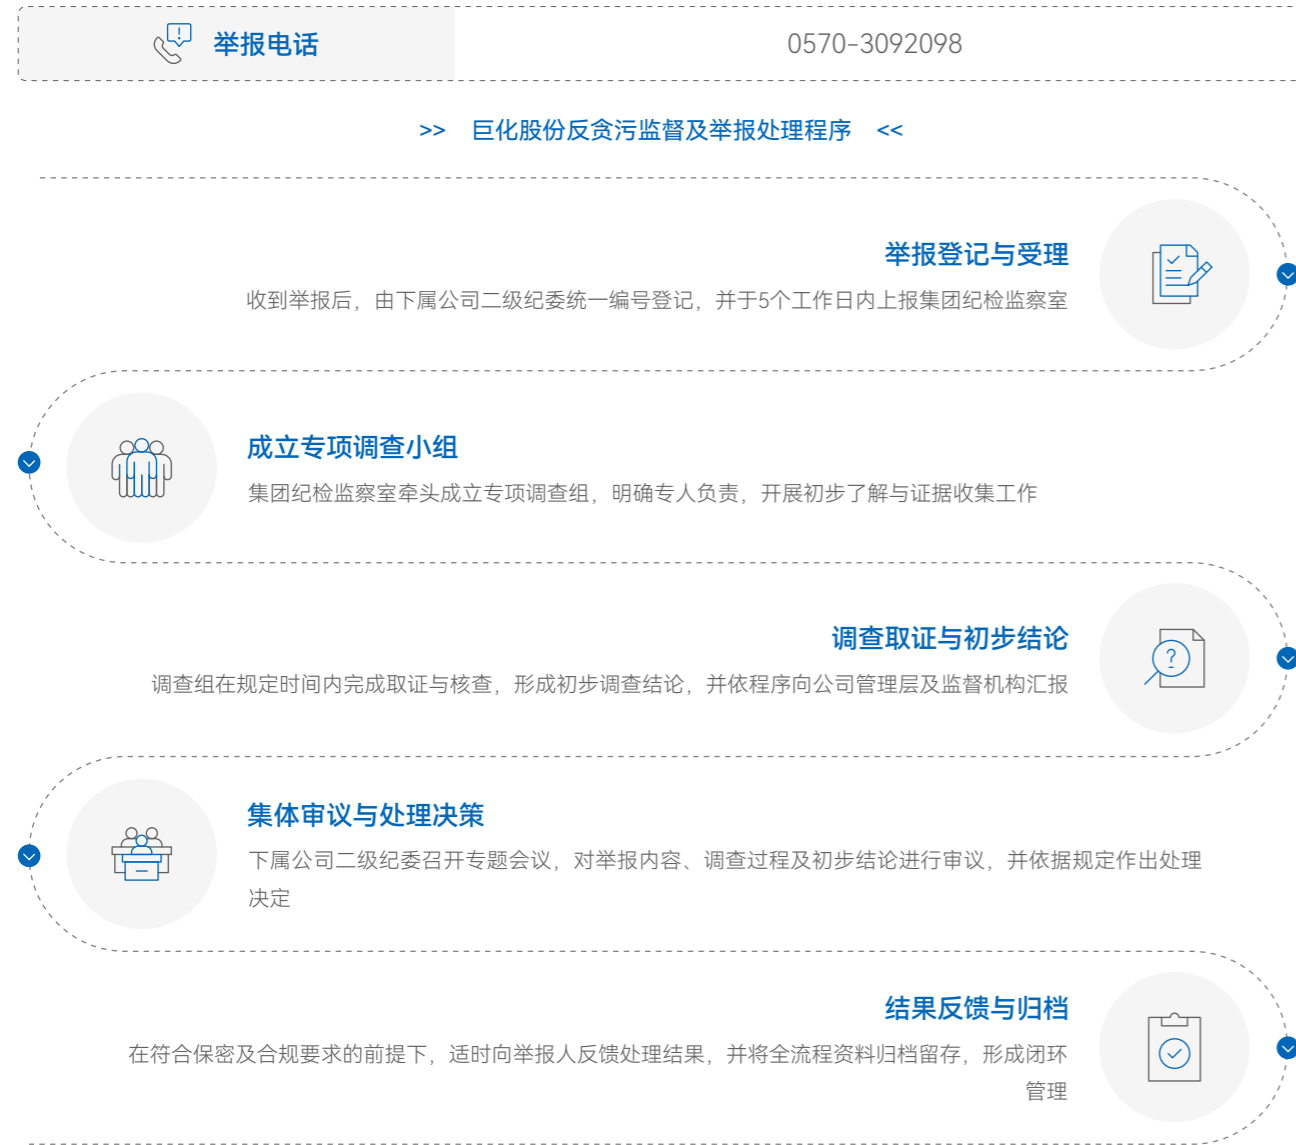 举报电话
0570-3092098
>> 巨化股份反贪污监督及举报处理程序 <<
举报登记与受理
收到举报后，由下属公司二级纪委统一编号登记，并于5个工作日内上报集团纪检监察室
成立专项调查小组
集团纪检监察室牵头成立专项调查组，明确专人负责，开展初步了解与证据收集工作
调查取证与初步结论
调查组在规定时间内完成取证与核查，形成初步调查结论，并依程序向公司管理层及监督机构汇报
集体审议与处理决策
下属公司二级纪委召开专题会议，对举报内容、调查过程及初步结论进行审议，并依据规定作出处理
决定
结果反馈与归档
在符合保密及合规要求的前提下，适时向举报人反馈处理结果，并将全流程资料归档留存，形成闭环
管理